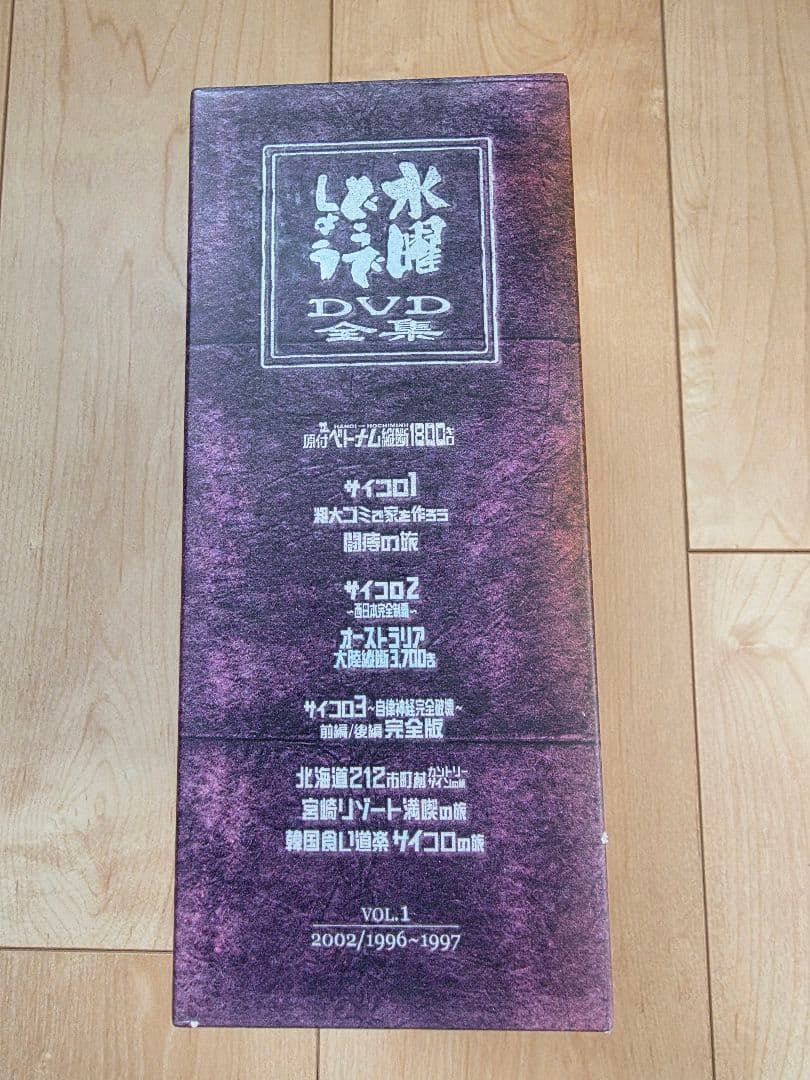 水曜
どうで
しょう
DVD
全集
HANOI — HOCHIMINH
原付ベトナム縦断1800キロ
サイコロ1
粗大ゴミで家を作ろう
闘痔の旅
サイコロ2
~西日本完全制覇~
オーストラリア
大陸縦断3,700キロ
サイコロ3~自律神経完全破壊~
前編/後編 完全版
北海道212市町村カントリーサインの旅
宮崎リゾート満喫の旅
韓国食い道楽サイコロの旅
VOL.1
2002/1996~1997